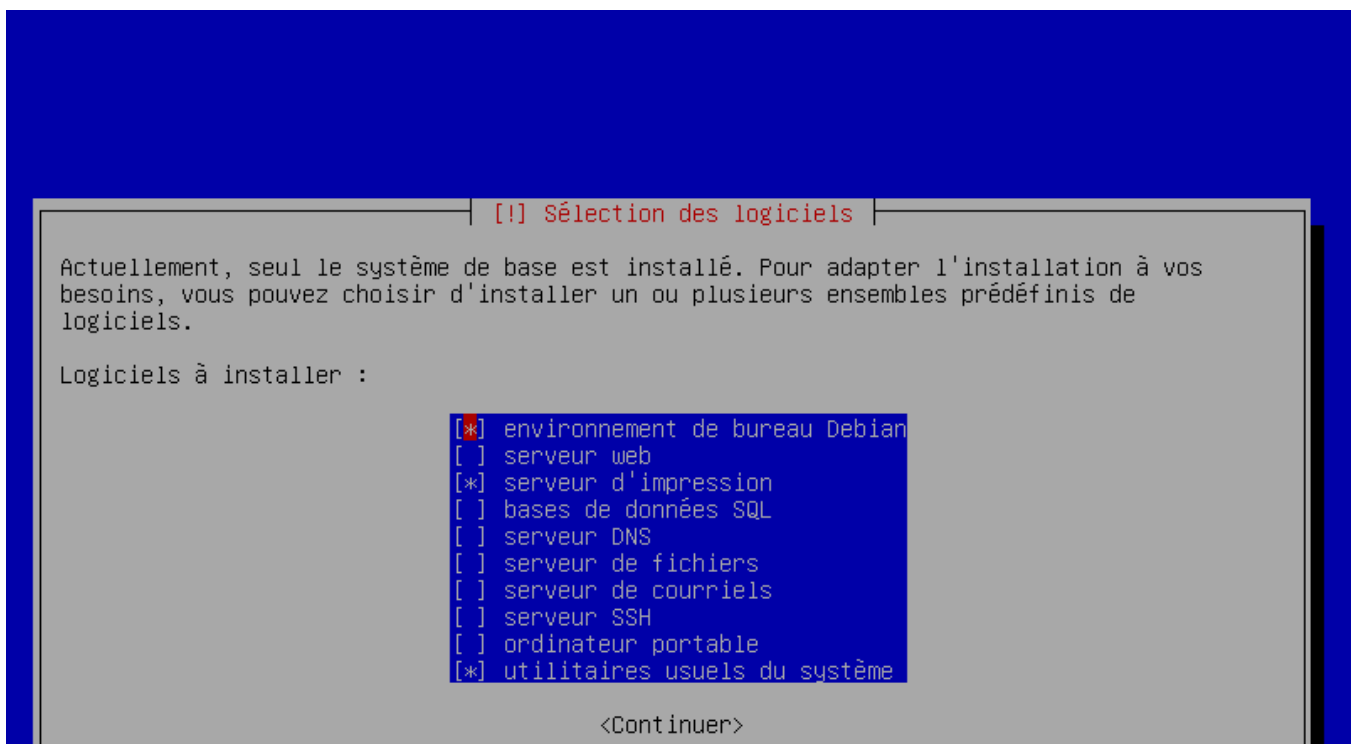 [!] Sélection des logiciels
Actuellement, seul le système de base est installé. Pour adapter l'installation à vos
besoins, vous pouvez choisir d'installer un ou plusieurs ensembles prédéfinis de
logiciels.
Logiciels à installer :
[*] environnement de bureau Debian
[ ] serveur web
[*] serveur d'impression
[ ] bases de données SQL
[ ] serveur DNS
[ ] serveur de fichiers
[ ] serveur de courriels
[ ] serveur SSH
[ ] ordinateur portable
[*] utilitaires usuels du système
<Continuer>